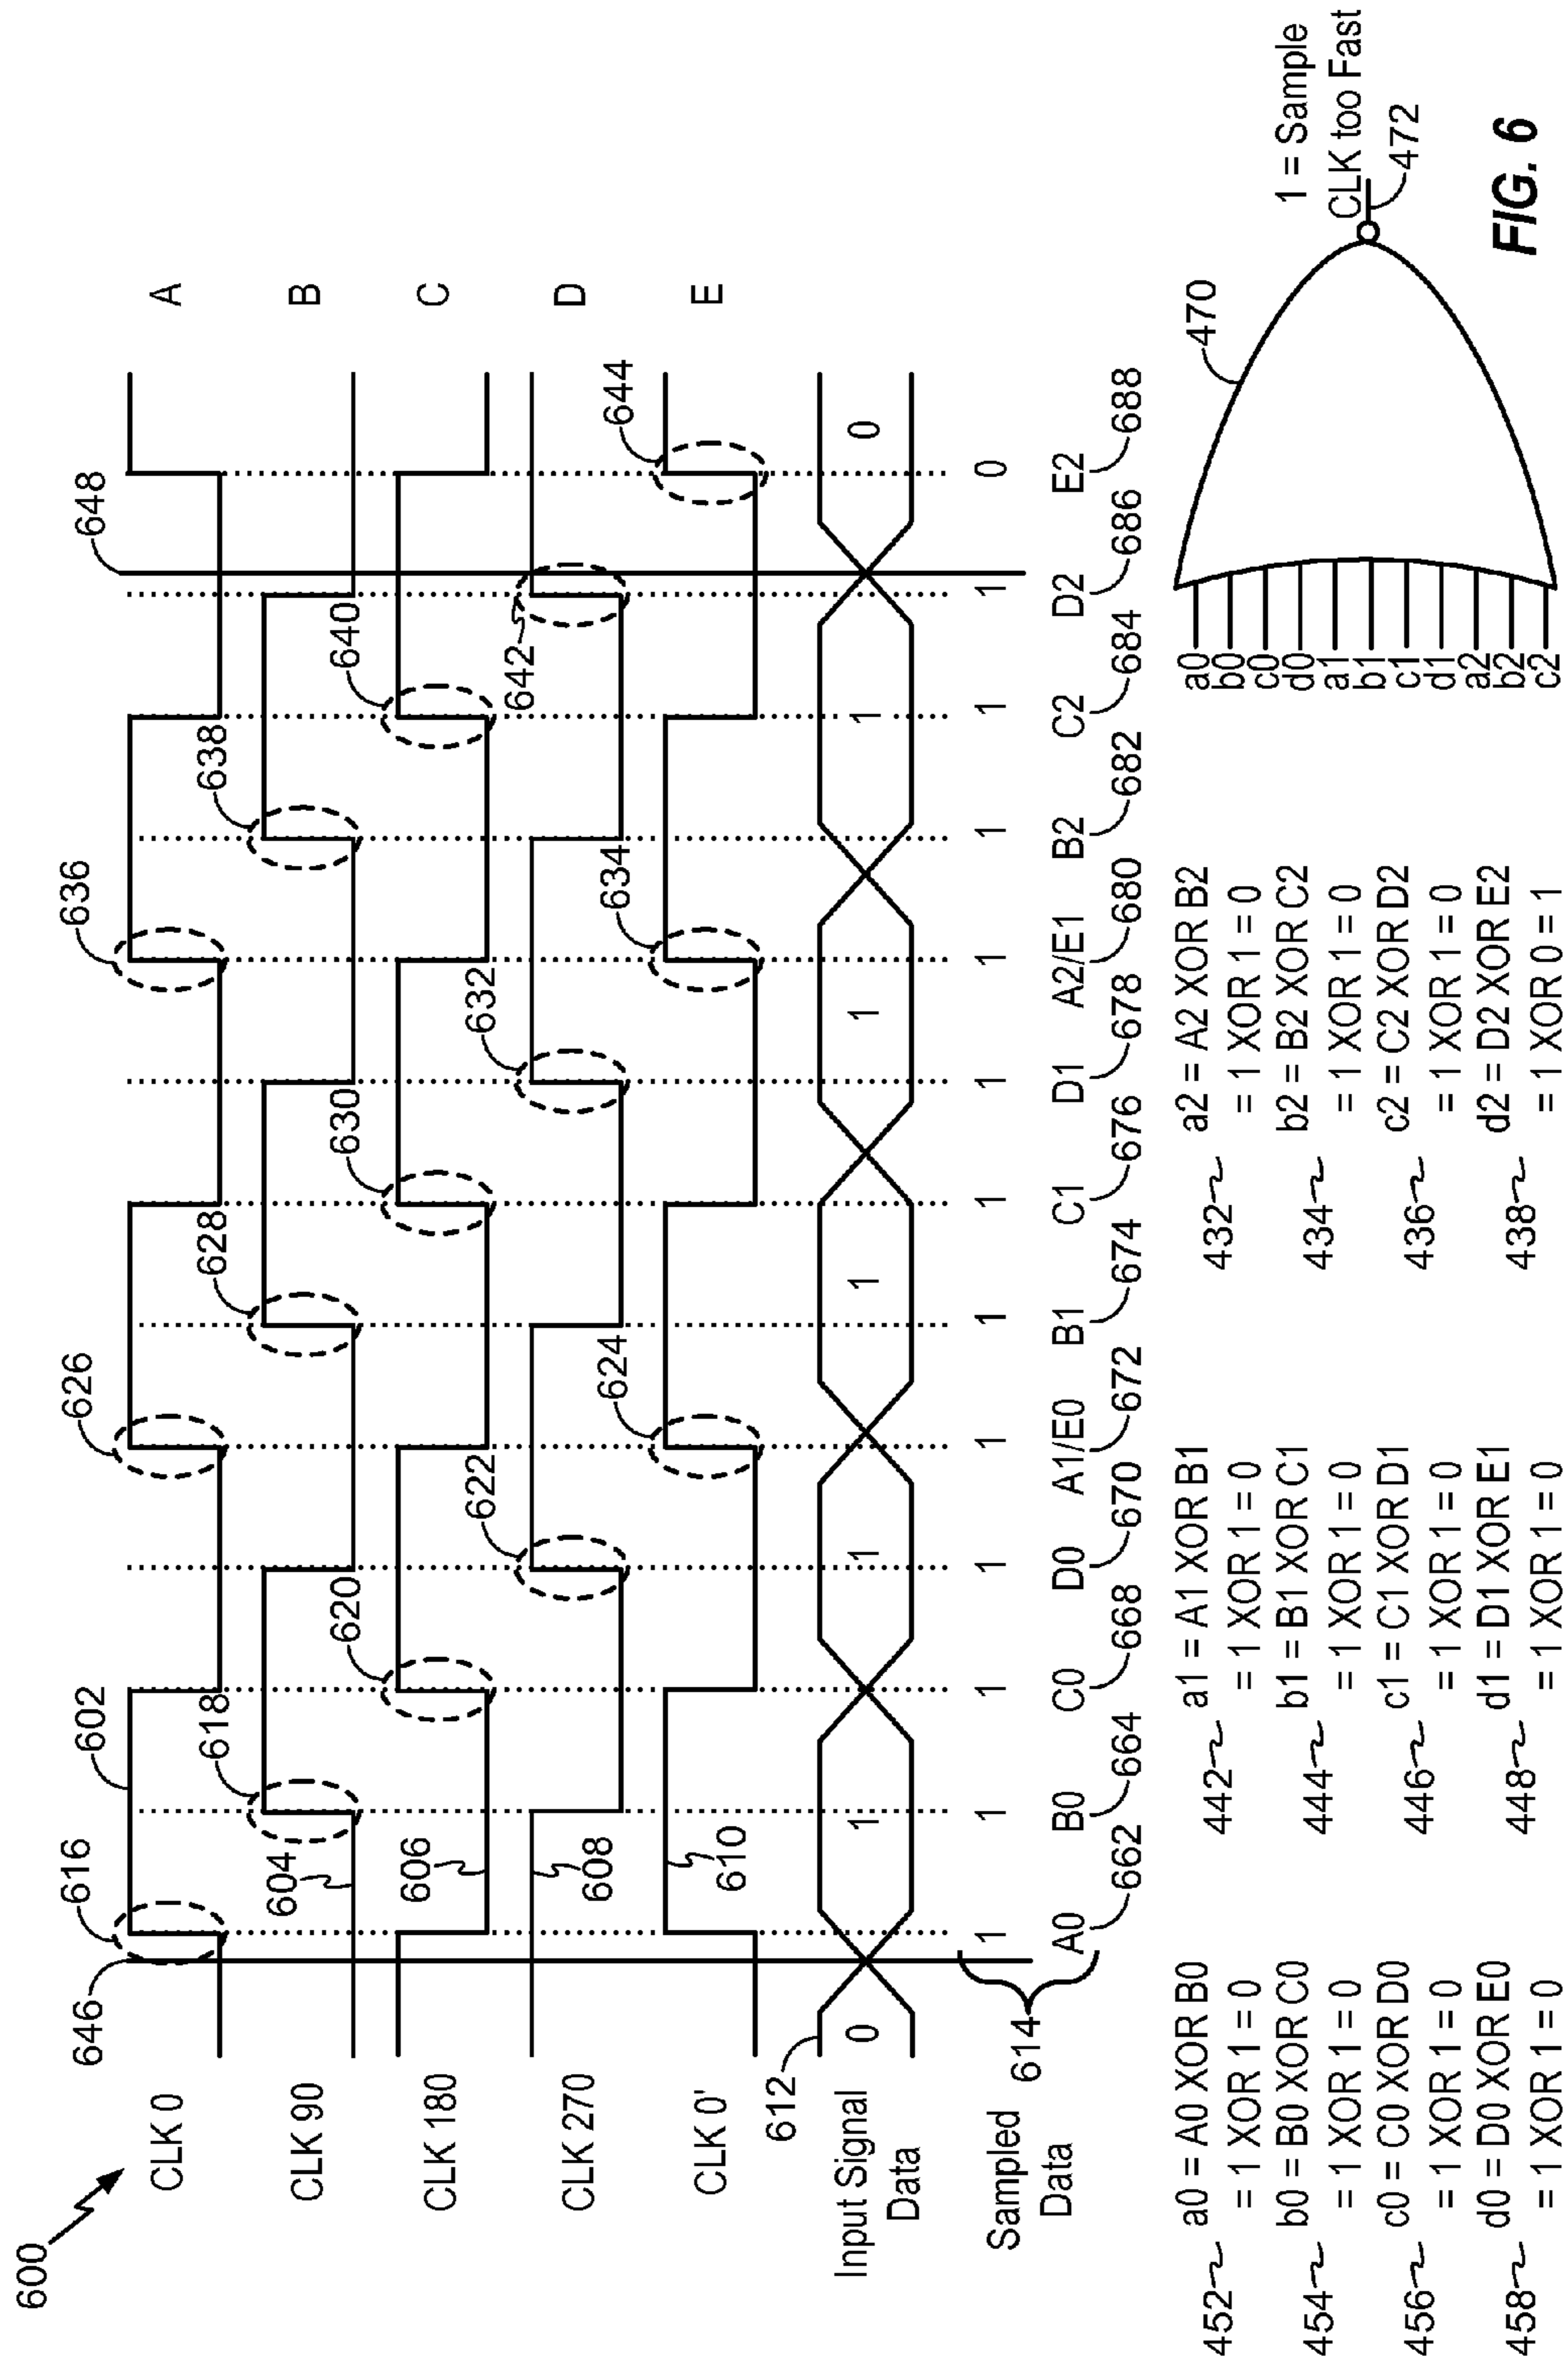 600
646
616
602
618
620
622
624
626
628
630
632
634
636
638
640
642
644
648
CLK 0
A
CLK 90
604
B
CLK 180
606
C
CLK 270
608
D
CLK 0'
610
E
612
Input Signal
Data
0 1 1 1 1 1 0
Sampled
Data
614
1 1 1 1 1 1 1 1 1 1 1 1 0
A0 B0 C0 D0 A1/E0 B1 C1 D1 A2/E1 B2 C2 D2 E2
662 664 668 670 672 674 676 678 680 682 684 686 688
452 a0 = A0 XOR B0
= 1 XOR 1 = 0
454 b0 = B0 XOR C0
= 1 XOR 1 = 0
456 c0 = C0 XOR D0
= 1 XOR 1 = 0
458 d0 = D0 XOR E0
= 1 XOR 1 = 0
442 a1 = A1 XOR B1
= 1 XOR 1 = 0
444 b1 = B1 XOR C1
= 1 XOR 1 = 0
446 c1 = C1 XOR D1
= 1 XOR 1 = 0
448 d1 = D1 XOR E1
= 1 XOR 1 = 0
432 a2 = A2 XOR B2
= 1 XOR 1 = 0
434 b2 = B2 XOR C2
= 1 XOR 1 = 0
436 c2 = C2 XOR D2
= 1 XOR 1 = 0
438 d2 = D2 XOR E2
= 1 XOR 0 = 1
a0
b0
c0
d0
a1
b1
c1
d1
a2
b2
c2
470
1 = Sample
CLK too Fast
472
FIG. 6